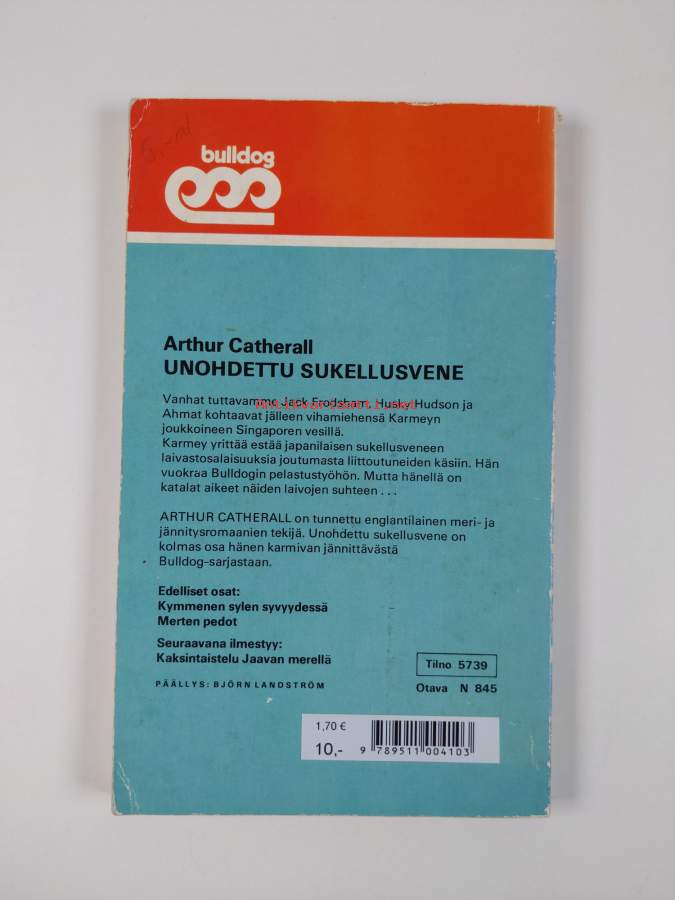 5,-
bulldog
Arthur Catherall
UNOHDETTU SUKELLUSVENE
Vanhat tuttavamme Jack Frodsham, Husky Hudson ja
Ahmat kohtaavat jälleen vihamiehensä Karmeyn
joukkoineen Singaporen vesillä.
Karmey yrittää estää japanilaisen sukellusveneen
laivastosalaisuuksia joutumasta liittoutuneiden käsiin. Hän
vuokraa Bulldogin pelastustyöhön. Mutta hänellä on
katalat aikeet näiden laivojen suhteen...
ARTHUR CATHERALL on tunnettu englantilainen meri- ja
jännitysromaanien tekijä. Unohdettu sukellusvene on
kolmas osa hänen karmivan jännittävästä
Bulldog-sarjastaan.
Edelliset osat:
Kymmenen sylen syvyydessä
Merten pedot
Seuraavana ilmestyy:
Kaksintaistelu Jaavan merellä
PÄÄLLYS: BJÖRN LANDSTRÖM
Tilno 5739
Otava N 845
1,70 €
10,-
9 789511 004103